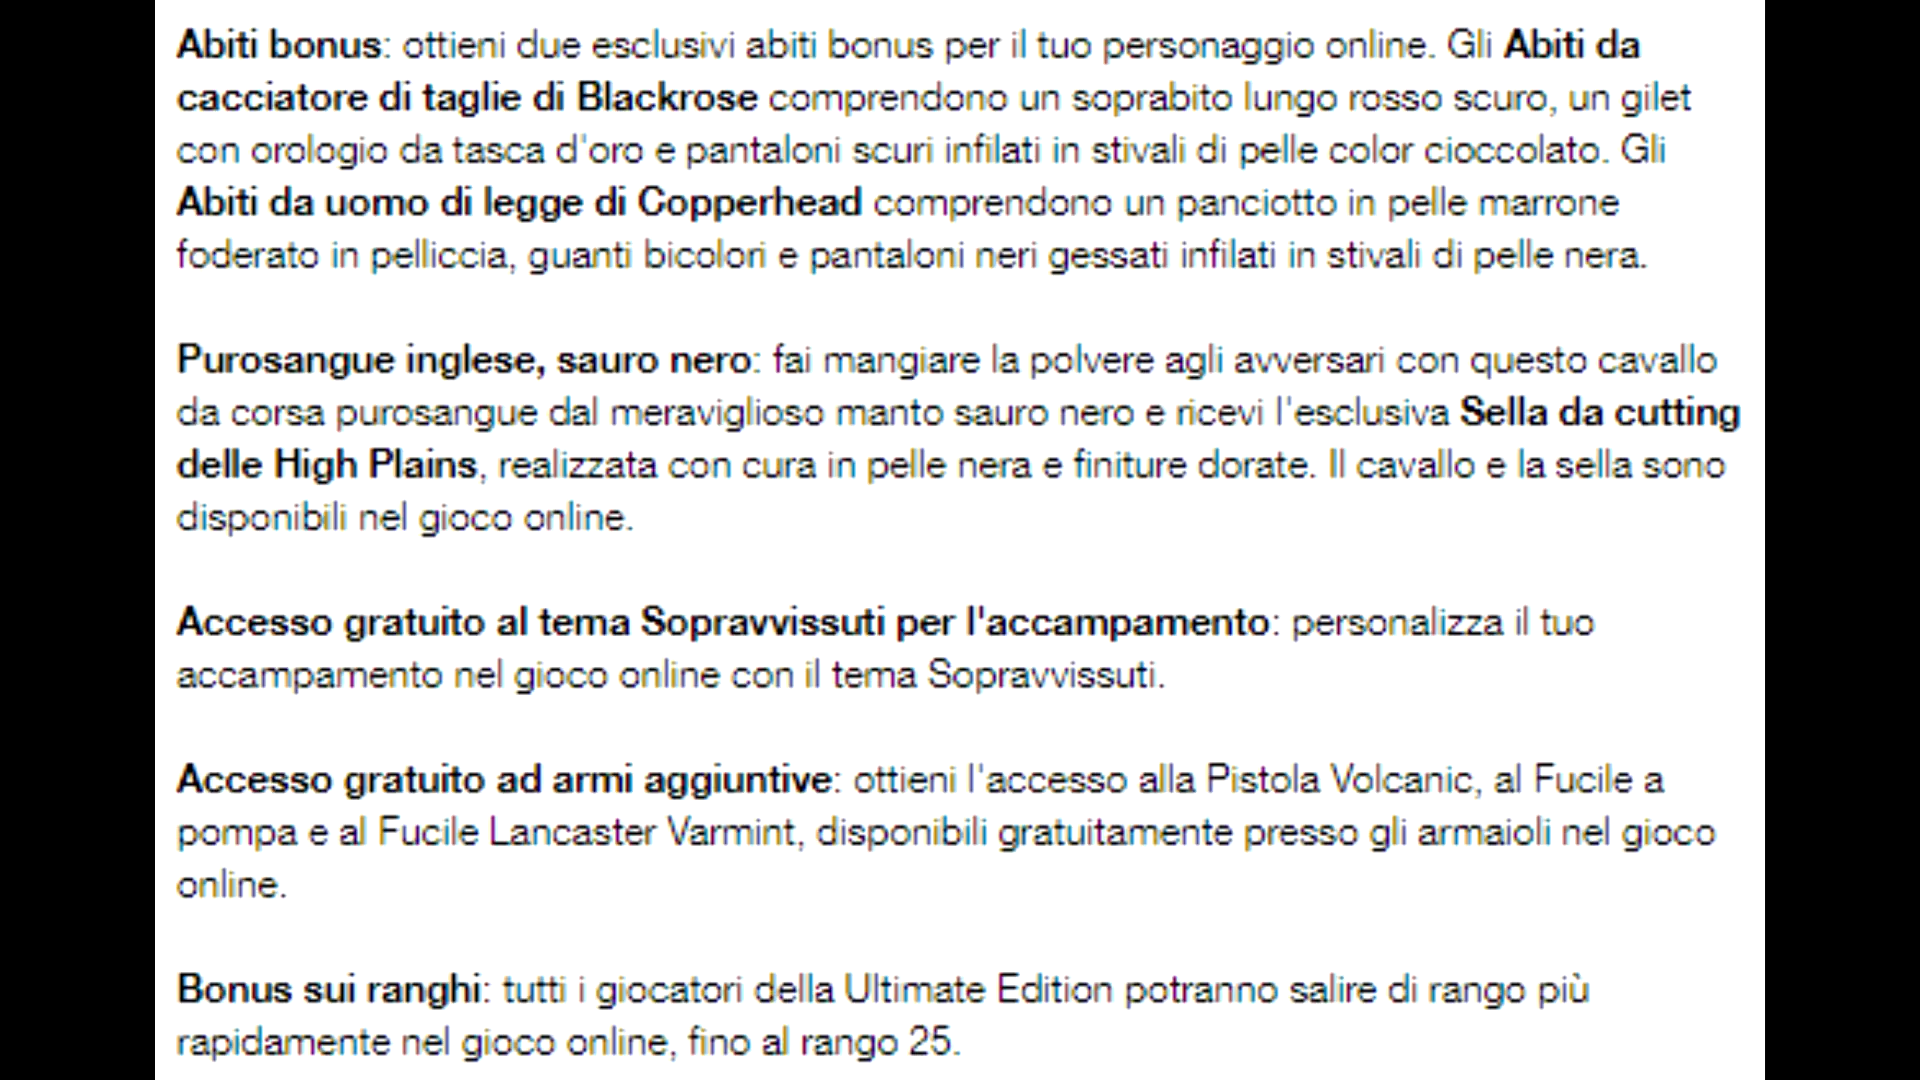 Abiti bonus: ottieni due esclusivi abiti bonus per il tuo personaggio online. Gli Abiti da
cacciatore di taglie di Blackrose comprendono un soprabito lungo rosso scuro, un gilet
con orologio da tasca d'oro e pantaloni scuri infilati in stivali di pelle color cioccolato. Gli
Abiti da uomo di legge di Copperhead comprendono un panciotto in pelle marrone
foderato in pelliccia, guanti bicolori e pantaloni neri gessati infilati in stivali di pelle nera.
Purosangue inglese, sauro nero: fai mangiare la polvere agli avversari con questo cavallo
da corsa purosangue dal meraviglioso manto sauro nero e ricevi l'esclusiva Sella da cutting
delle High Plains, realizzata con cura in pelle nera e finiture dorate. Il cavallo e la sella sono
disponibili nel gioco online.
Accesso gratuito al tema Sopravvissuti per l'accampamento: personalizza il tuo
accampamento nel gioco online con il tema Sopravvissuti.
Accesso gratuito ad armi aggiuntive: ottieni l'accesso alla Pistola Volcanic, al Fucile a
pompa e al Fucile Lancaster Varmint, disponibili gratuitamente presso gli armaioli nel gioco
online.
Bonus sui ranghi: tutti i giocatori della Ultimate Edition potranno salire di rango più
rapidamente nel gioco online, fino al rango 25.